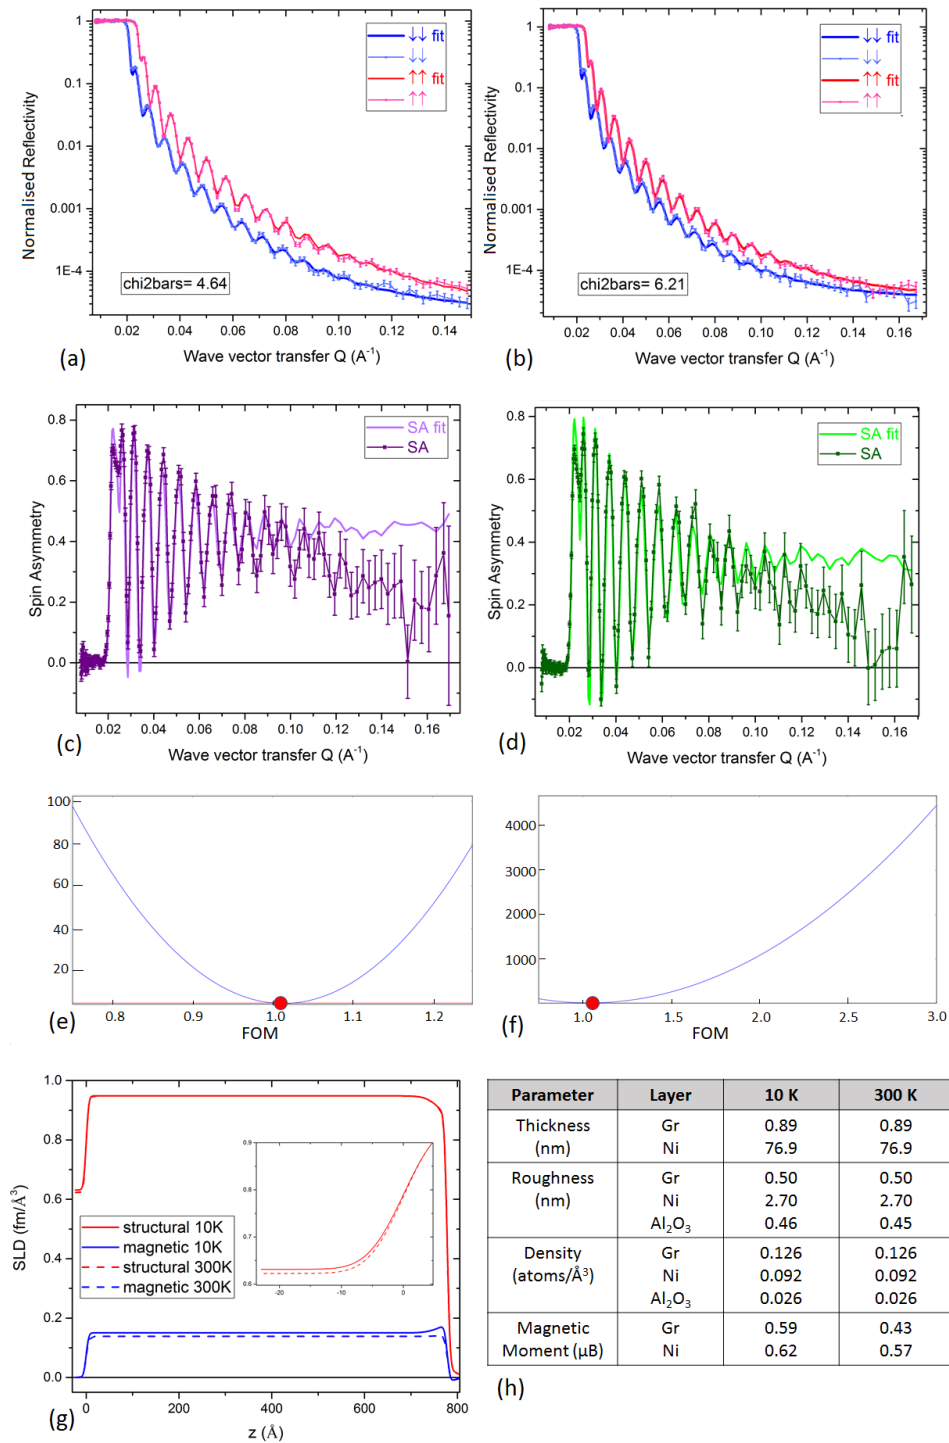 Normalised Reflectivity
1
0.1
0.01
0.001
1E-4
↓↓ fit
↓↓
↑↑ fit
↑↑
chi2bars= 4.64
0.02 0.04 0.06 0.08 0.10 0.12 0.14
(a)
Wave vector transfer Q (A⁻¹)
Normalised Reflectivity
1
0.1
0.01
0.001
1E-4
↓↓ fit
↓↓
↑↑ fit
↑↑
chi2bars= 6.21
0.02 0.04 0.06 0.08 0.10 0.12 0.14 0.16
(b)
Wave vector transfer Q (A⁻¹)
Spin Asymmetry
0.8
0.6
0.4
0.2
0.0
SA fit
SA
0.02 0.04 0.06 0.08 0.10 0.12 0.14 0.16
(c)
Wave vector transfer Q (A⁻¹)
Spin Asymmetry
0.8
0.6
0.4
0.2
0.0
SA fit
SA
0.02 0.04 0.06 0.08 0.10 0.12 0.14 0.16
(d)
Wave vector transfer Q (A⁻¹)
100
80
60
40
20
0.8 0.9 1.0 1.1 1.2
(e)
FOM
4000
3000
2000
1000
1.0 1.5 2.0 2.5 3.0
(f)
FOM
SLD (fm/Å³)
1.0
0.8
0.6
0.4
0.2
0.0
0.9
0.8
0.7
0.6
-20 -10 0
structural 10K
magnetic 10K
structural 300K
magnetic 300K
0 200 400 600 800
(g)
z (Å)
Parameter Layer 10 K 300 K
Thickness (nm) Gr 0.89 0.89
Ni 76.9 76.9
Roughness (nm) Gr 0.50 0.50
Ni 2.70 2.70
Al₂O₃ 0.46 0.45
Density (atoms/Å³) Gr 0.126 0.126
Ni 0.092 0.092
Al₂O₃ 0.026 0.026
Magnetic Moment (μB) Gr 0.59 0.43
Ni 0.62 0.57
(h)